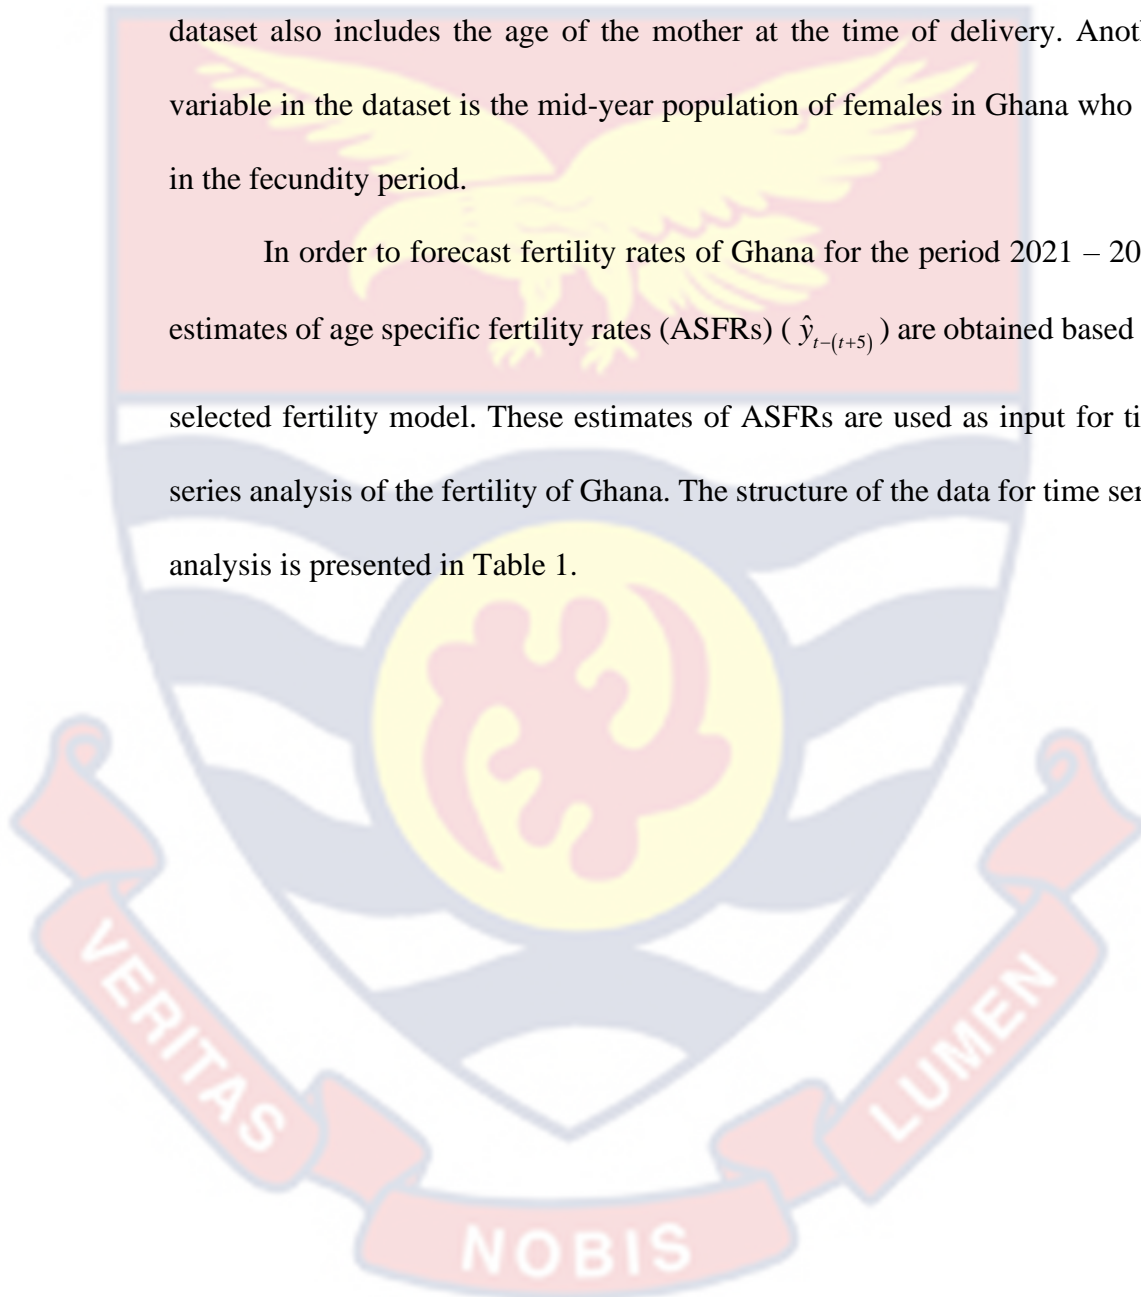 dataset also includes the age of the mother at the time of delivery.
variable in the dataset is the mid-year population of females in Ghana who
in the fecundity period.
In order to forecast fertility rates of Ghana for the period 2021 –
estimates of age specific fertility rates (ASFRs) ( ŷ_{t−(t+5)} ) are obtained based
selected fertility model. These estimates of ASFRs are used as input for
series analysis of the fertility of Ghana. The structure of the data for time
analysis is presented in Table 1.
VERITAS
NOBIS
LUMEN